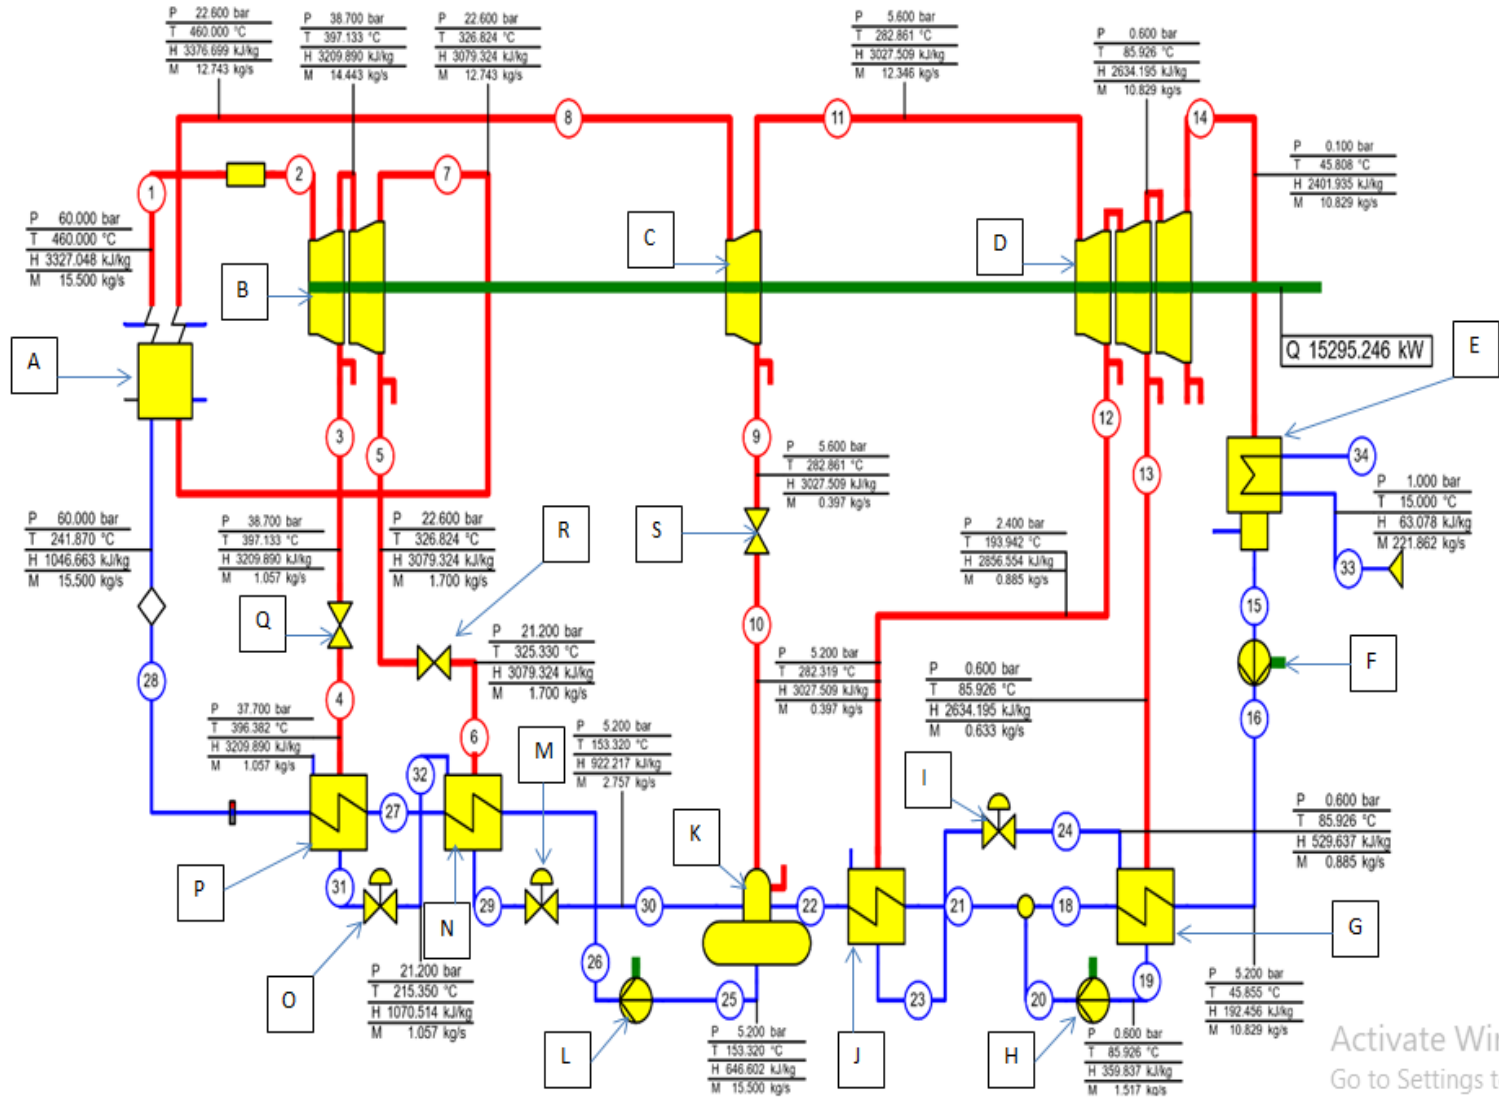 P 22.600 bar
T 460.000 °C
H 3376.699 kJ/kg
M 12.743 kg/s
P 38.700 bar
T 397.133 °C
H 3209.890 kJ/kg
M 14.443 kg/s
P 22.600 bar
T 326.824 °C
H 3079.324 kJ/kg
M 12.743 kg/s
P 5.600 bar
T 282.861 °C
H 3027.509 kJ/kg
M 12.346 kg/s
P 0.600 bar
T 85.926 °C
H 2634.195 kJ/kg
M 10.829 kg/s
8
11
14
P 0.100 bar
T 45.808 °C
H 2401.935 kJ/kg
M 10.829 kg/s
1
2
7
P 60.000 bar
T 460.000 °C
H 3327.048 kJ/kg
M 15.500 kg/s
B
C
D
Q 15295.246 kW
E
A
3
5
9
12
13
34
P 5.600 bar
T 282.861 °C
H 3027.509 kJ/kg
M 0.397 kg/s
P 1.000 bar
T 15.000 °C
H 63.078 kJ/kg
M 221.862 kg/s
33
P 60.000 bar
T 241.870 °C
H 1046.663 kJ/kg
M 15.500 kg/s
P 38.700 bar
T 397.133 °C
H 3209.890 kJ/kg
M 1.057 kg/s
P 22.600 bar
T 326.824 °C
H 3079.324 kJ/kg
M 1.700 kg/s
R
S
P 2.400 bar
T 193.942 °C
H 2856.554 kJ/kg
M 0.885 kg/s
15
Q
10
P 21.200 bar
T 325.330 °C
H 3079.324 kJ/kg
M 1.700 kg/s
P 5.200 bar
T 282.319 °C
H 3027.509 kJ/kg
M 0.397 kg/s
P 0.600 bar
T 85.926 °C
H 2634.195 kJ/kg
M 0.633 kg/s
F
28
4
6
16
P 37.700 bar
T 396.382 °C
H 3209.890 kJ/kg
M 1.057 kg/s
32
M
P 5.200 bar
T 153.320 °C
H 922.217 kJ/kg
M 2.757 kg/s
I
27
K
24
P 0.600 bar
T 85.926 °C
H 529.637 kJ/kg
M 0.885 kg/s
P
31
N
29
30
22
21
18
G
O
26
25
23
20
19
P 21.200 bar
T 215.350 °C
H 1070.514 kJ/kg
M 1.057 kg/s
L
P 5.200 bar
T 153.320 °C
H 646.602 kJ/kg
M 15.500 kg/s
J
H
P 0.600 bar
T 85.926 °C
H 359.837 kJ/kg
M 1.517 kg/s
P 5.200 bar
T 45.855 °C
H 192.456 kJ/kg
M 10.829 kg/s
Activate Win
Go to Settings t